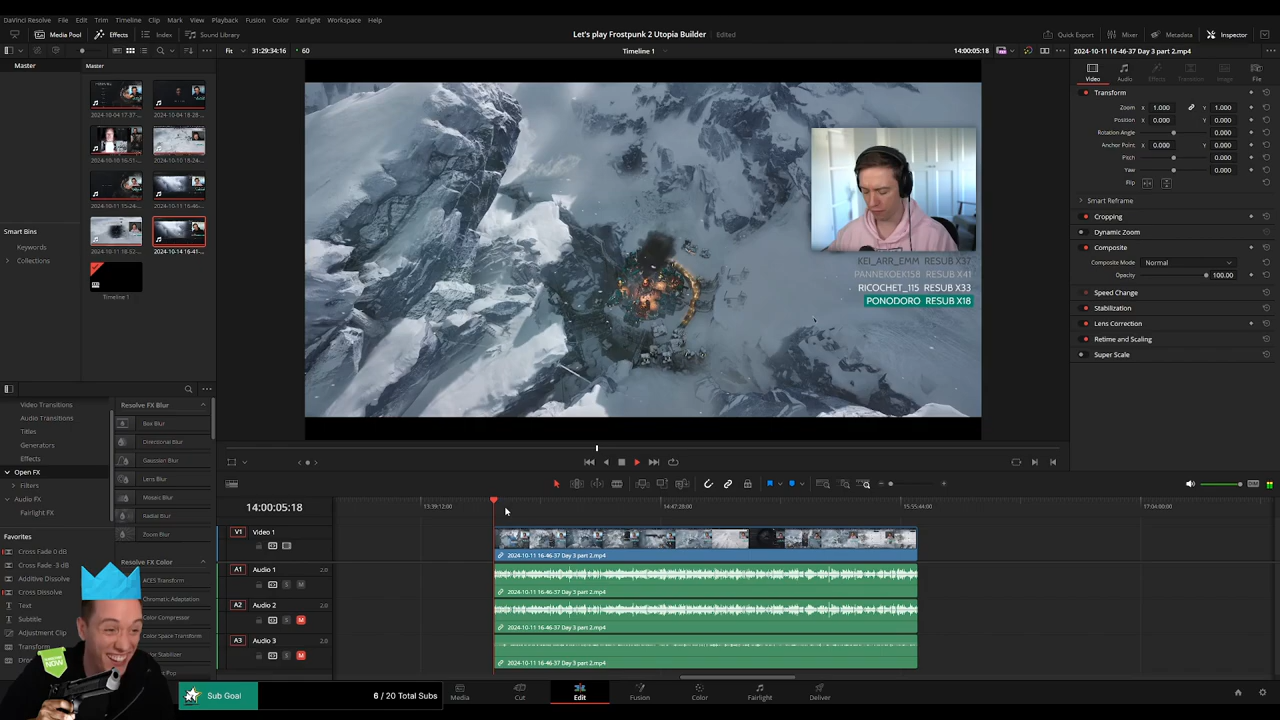 DaVinci Resolve File Edit Trim Timeline Clip Mark View Playback Fusion Color Fairlight Workspace Help
Media Pool Effects Index Sound Library
Let's play Frostpunk 2 Utopia Builder Edited
Quick Export Mixer Metadata Inspector
Fit 31:29:34:16 60
Timeline 1
14:00:05:18
2024-10-11 16-46-37 Day 3 part 2.mp4
Master
Master
2024-10-04 17-37-...
2024-10-04 18-28-...
2024-10-10 16-51-...
2024-10-10 18-24-...
2024-10-11 15-24-...
2024-10-11 16-46-...
2024-10-11 18-52-...
2024-10-14 16-41-...
Timeline 1
Smart Bins
Keywords
Collections
KEI_ARR_EMM RESUB X37
PANNEKOEK158 RESUB X41
RICOCHET_115 RESUB X33
PONODORO RESUB X18
Video Audio Effects Transition Image File
Transform
Zoom X 1.000 Y 1.000
Position X 0.000 Y 0.000
Rotation Angle 0.000
Anchor Point X 0.000 Y 0.000
Pitch 0.000
Yaw 0.000
Flip
Smart Reframe
Cropping
Dynamic Zoom
Composite
Composite Mode Normal
Opacity 100.00
Speed Change
Stabilization
Lens Correction
Retime and Scaling
Super Scale
Video Transitions
Audio Transitions
Titles
Generators
Effects
Open FX
Filters
Audio FX
Fairlight FX
Favorites
Cross Fade 0 dB
Cross Fade -3 dB
Additive Dissolve
Cross Dissolve
Text
Subtitle
Adjustment Clip
Transform
Resolve FX Blur
Box Blur
Directional Blur
Gaussian Blur
Lens Blur
Mosaic Blur
Radial Blur
Zoom Blur
Resolve FX Color
ACES Transform
Chromatic Adaptation
Color Compressor
Color Space Transform
14:00:05:18
13:39:12:00 14:47:28:00 15:55:44:00 17:04:00:00
V1 Video 1
2024-10-11 16-46-37 Day 3 part 2.mp4
A1 Audio 1 2.0
S M
2024-10-11 16-46-37 Day 3 part 2.mp4
A2 Audio 2 2.0
S M
2024-10-11 16-46-37 Day 3 part 2.mp4
A3 Audio 3 2.0
S M
2024-10-11 16-46-37 Day 3 part 2.mp4
NOW
Sub Goal 6 / 20 Total Subs
Media Cut Edit Fusion Color Fairlight Deliver